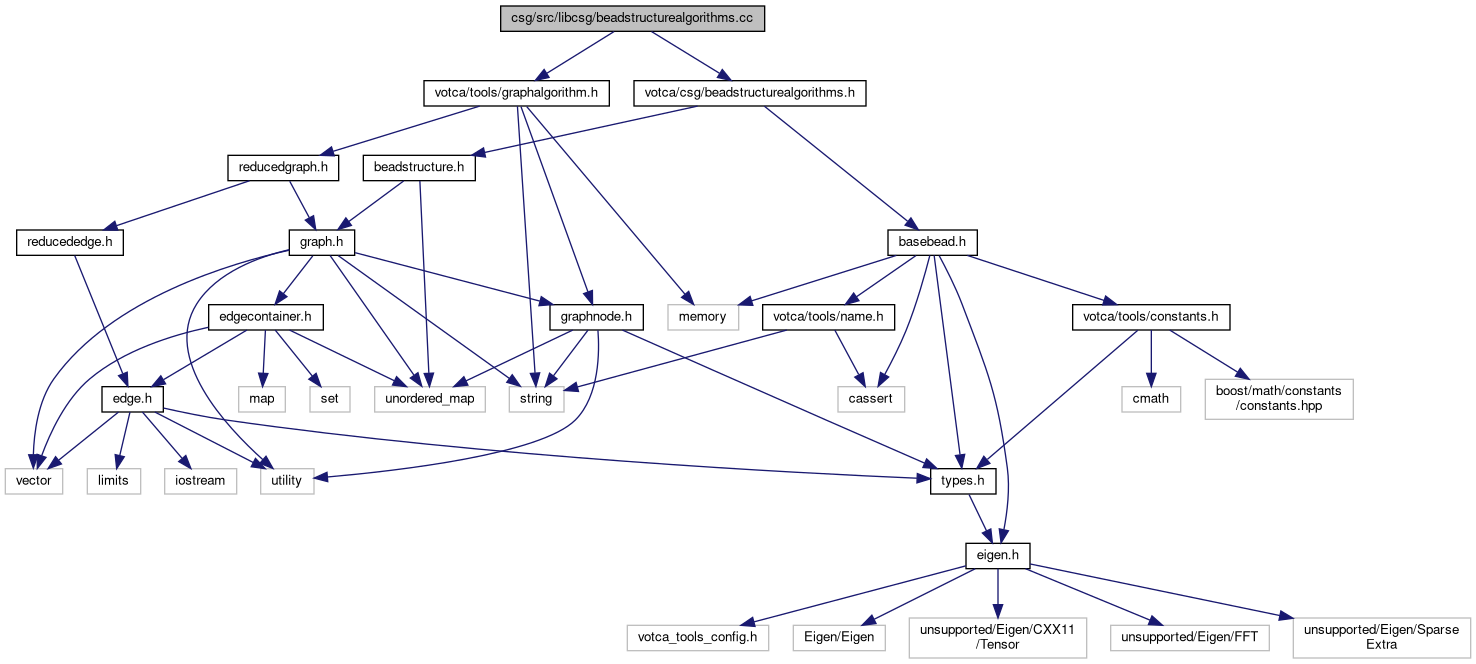 csg/src/libcsg/beadstructurealgorithms.cc
votca/tools/graphalgorithm.h
votca/csg/beadstructurealgorithms.h
reducedgraph.h
beadstructure.h
reducededge.h
graph.h
basebead.h
edgecontainer.h
graphnode.h
memory
votca/tools/name.h
votca/tools/constants.h
edge.h
map
set
unordered_map
string
cassert
cmath
boost/math/constants
/constants.hpp
vector
limits
iostream
utility
types.h
eigen.h
votca_tools_config.h
Eigen/Eigen
unsupported/Eigen/CXX11
/Tensor
unsupported/Eigen/FFT
unsupported/Eigen/Sparse
Extra